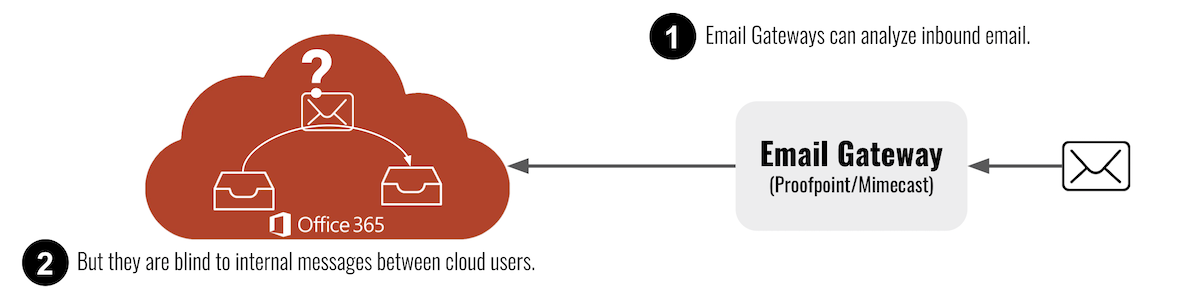 1 Email Gateways can analyze inbound email.
?
Email Gateway
(Proofpoint/Mimecast)
Office 365
2 But they are blind to internal messages between cloud users.